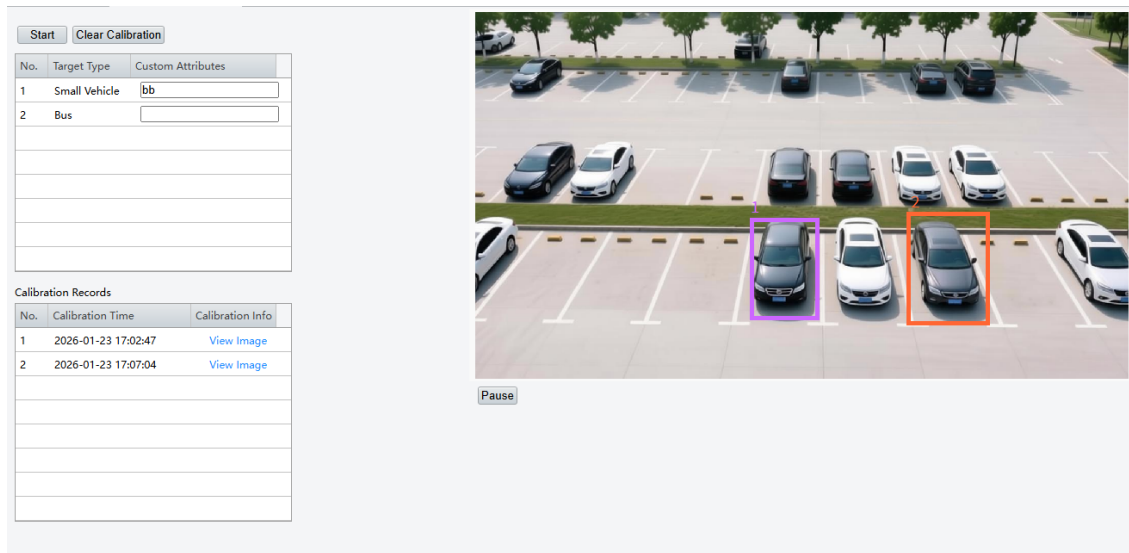 Start Clear Calibration
No. Target Type Custom Attributes
1 Small Vehicle bb
2 Bus
Calibration Records
No. Calibration Time Calibration Info
1 2026-01-23 17:02:47 View Image
2 2026-01-23 17:07:04 View Image
1
2
Pause